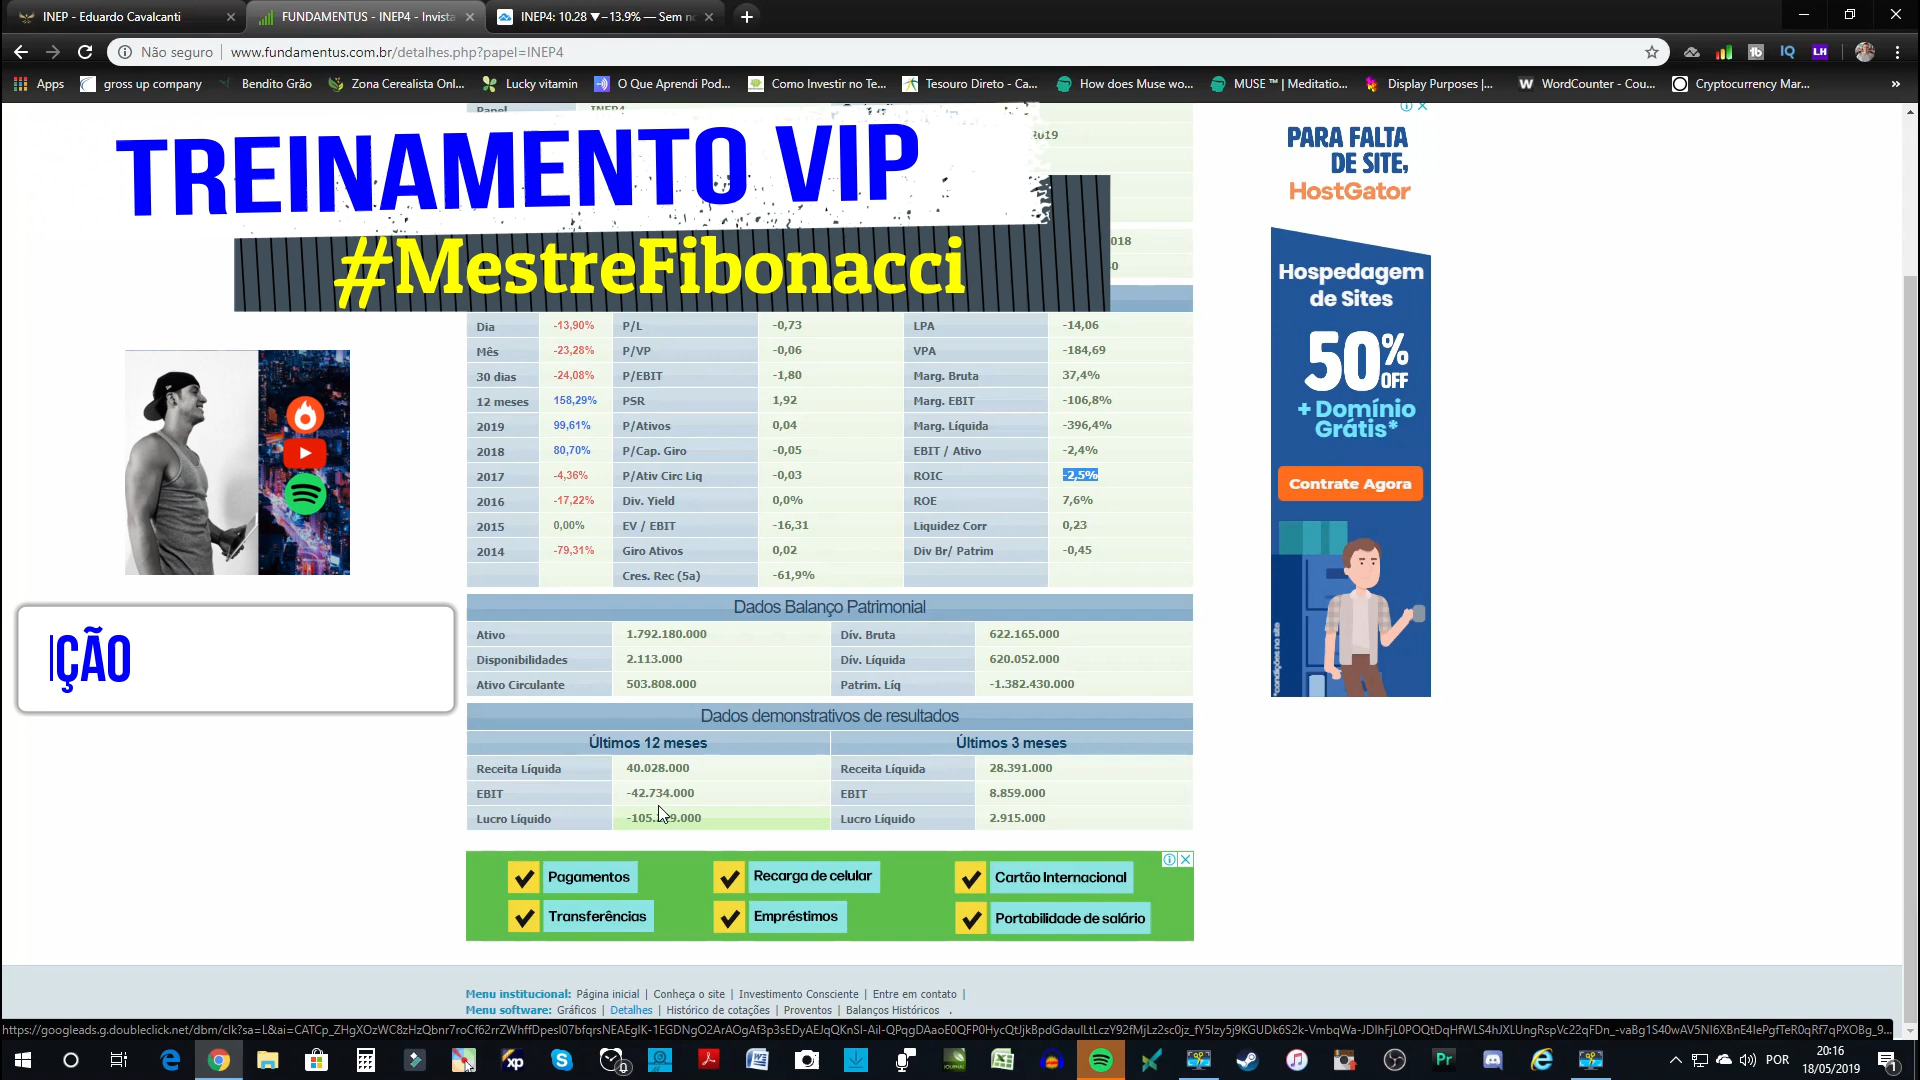 INEP - Eduardo Cavalcanti
FUNDAMENTUS - INEP4 - Invista
INEP4: 10.28 ▼−13.9% — Sem n
Não seguro | www.fundamentus.com.br/detalhes.php?papel=INEP4
Apps gross up company Bendito Grão Zona Cerealista Onl... Lucky vitamin O Que Aprendi Pod... Como Investir no Te... Tesouro Direto - Ca... How does Muse wo... MUSE ™ | Meditatio... Display Purposes |... WordCounter - Cou... Cryptocurrency Mar... »
TREINAMENTO VIP
#MestreFibonacci
Dia -13,90% P/L -0,73 LPA -14,06
Mês -23,28% P/VP -0,06 VPA -184,69
30 dias -24,08% P/EBIT -1,80 Marg. Bruta 37,4%
12 meses 158,29% PSR 1,92 Marg. EBIT -106,8%
2019 99,61% P/Ativos 0,04 Marg. Líquida -396,4%
2018 80,70% P/Cap. Giro -0,05 EBIT / Ativo -2,4%
2017 -4,36% P/Ativ Circ Liq -0,03 ROIC -2,5%
2016 -17,22% Div. Yield 0,0% ROE 7,6%
2015 0,00% EV / EBIT -16,31 Liquidez Corr 0,23
2014 -79,31% Giro Ativos 0,02 Div Br/ Patrim -0,45
Cres. Rec (5a) -61,9%
IÇÃO
Dados Balanço Patrimonial
Ativo 1.792.180.000 Dív. Bruta 622.165.000
Disponibilidades 2.113.000 Dív. Líquida 620.052.000
Ativo Circulante 503.808.000 Patrim. Líq -1.382.430.000
Dados demonstrativos de resultados
Últimos 12 meses Últimos 3 meses
Receita Líquida 40.028.000 Receita Líquida 28.391.000
EBIT -42.734.000 EBIT 8.859.000
Lucro Líquido Lucro Líquido 2.915.000
Pagamentos Recarga de celular Cartão Internacional
Transferências Empréstimos Portabilidade de salário
Menu institucional: Página inicial | Conheça o site | Investimento Consciente | Entre em contato |
Menu software: Gráficos | Detalhes | Histórico de cotações | Proventos | Balanços Históricos .
PARA FALTA
DE SITE,
HostGator
Hospedagem
de Sites
50% OFF
+ Domínio
Grátis*
Contrate Agora
*condições no site
POR
20:16
18/05/2019